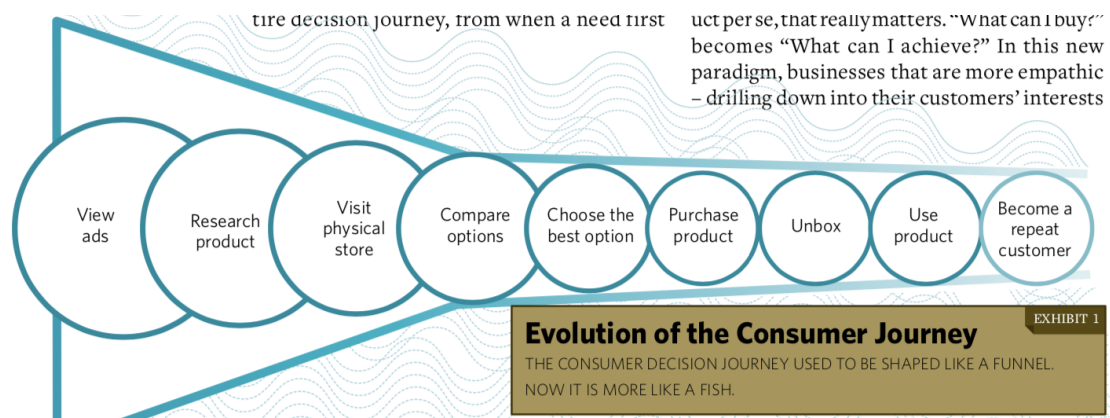 tire decision journey, from when a need first
uct per se, that really matters. “What can I buy?”
becomes “What can I achieve?” In this new
paradigm, businesses that are more empathic
– drilling down into their customers’ interests
View
ads
Research
product
Visit
physical
store
Compare
options
Choose the
best option
Purchase
product
Unbox
Use
product
Become a
repeat
customer
EXHIBIT 1
Evolution of the Consumer Journey
THE CONSUMER DECISION JOURNEY USED TO BE SHAPED LIKE A FUNNEL.
NOW IT IS MORE LIKE A FISH.